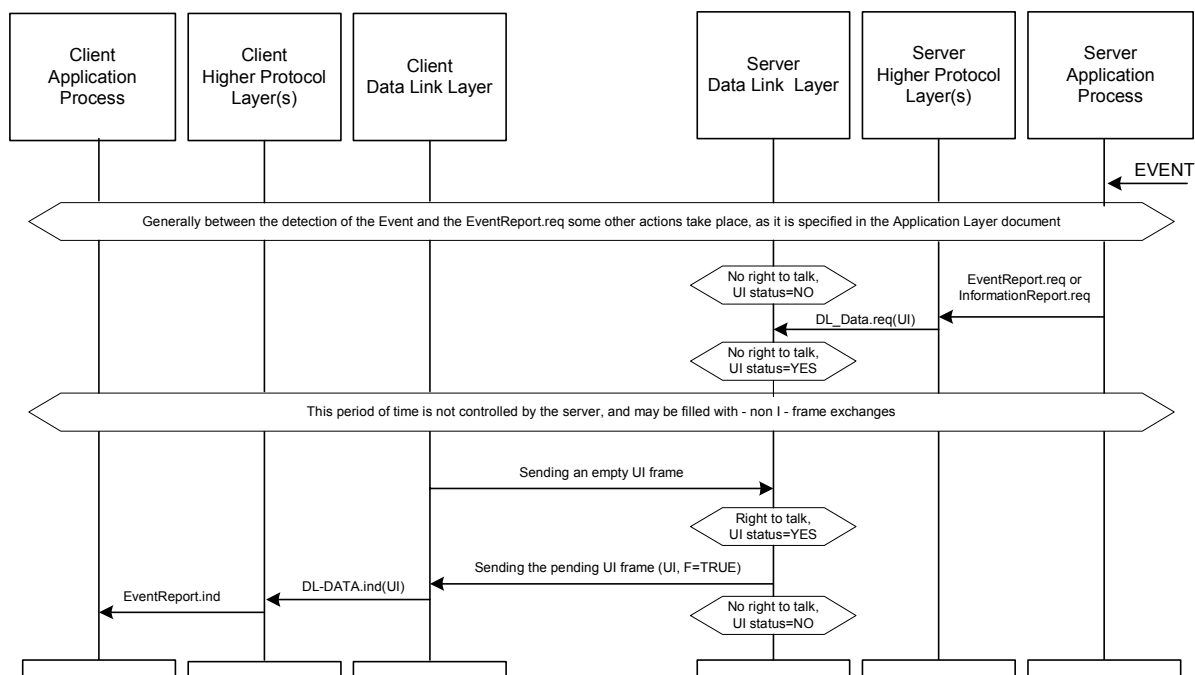 Client
Application
Process
Client
Higher Protocol
Layer(s)
Client
Data Link Layer
Server
Data Link Layer
Server
Higher Protocol
Layer(s)
Server
Application
Process
EVENT
Generally between the detection of the Event and the EventReport.req some other actions take place, as it is specified in the Application Layer document
No right to talk,
UI status=NO
EventReport.req or
InformationReport.req
DL_Data.req(UI)
No right to talk,
UI status=YES
This period of time is not controlled by the server, and may be filled with - non I - frame exchanges
Sending an empty UI frame
Right to talk,
UI status=YES
Sending the pending UI frame (UI, F=TRUE)
DL-DATA.ind(UI)
EventReport.ind
No right to talk,
UI status=NO